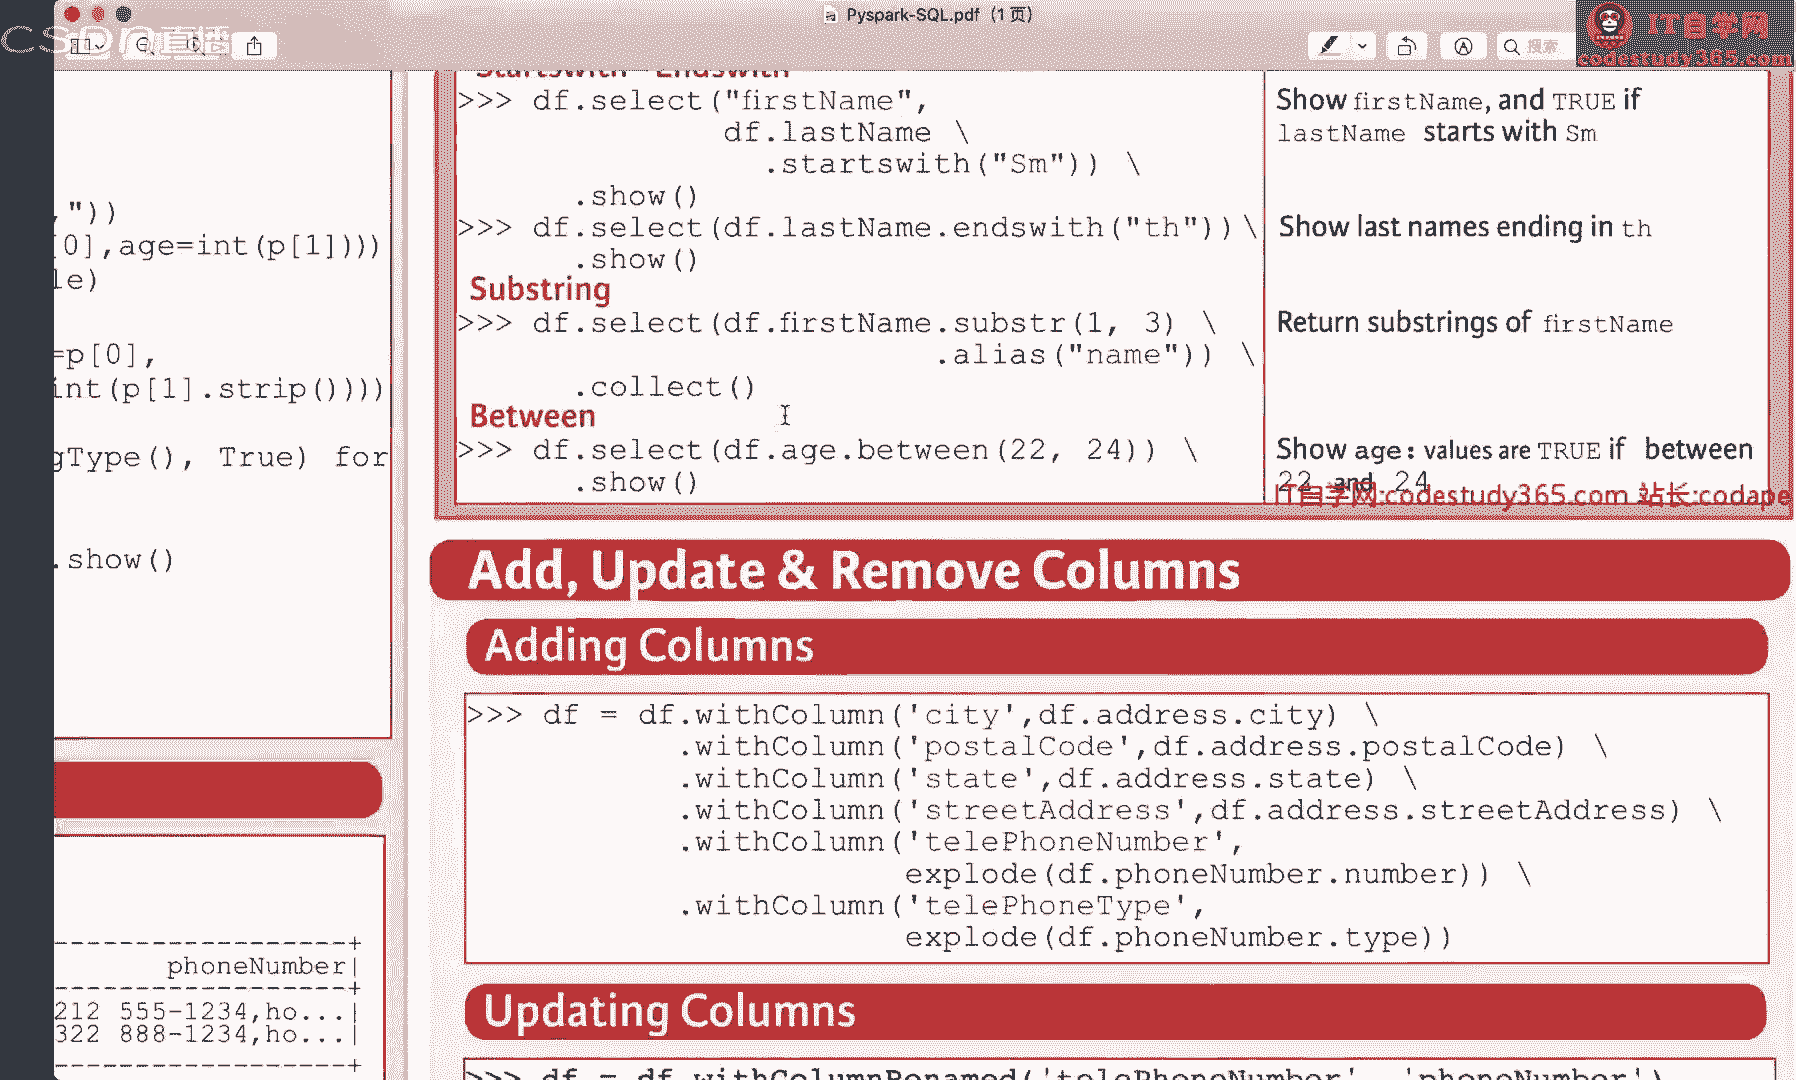 Pyspark-SQL.pdf（1 页）
搜索
IT自学网
codestudy365.com
,"))
[0],age=int(p[1])))
le)
=p[0],
int(p[1].strip())))
gType(), True) for
.show()
-----------------+
phoneNumber|
-----------------+
212 555-1234,ho...|
322 888-1234,ho...|
-----------------+
Startswith - Endswith
>>> df.select("firstName",
df.lastName \
.startswith("Sm")) \
.show()
Show firstName, and TRUE if
lastName starts with Sm
>>> df.select(df.lastName.endswith("th")) \
.show()
Show last names ending in th
Substring
>>> df.select(df.firstName.substr(1, 3) \
.alias("name")) \
.collect()
Return substrings of firstName
Between
>>> df.select(df.age.between(22, 24)) \
.show()
Show age: values are TRUE if between
22 and 24
IT自学网:codestudy365.com 站长:codape
Add, Update & Remove Columns
Adding Columns
>>> df = df.withColumn('city',df.address.city) \
.withColumn('postalCode',df.address.postalCode) \
.withColumn('state',df.address.state) \
.withColumn('streetAddress',df.address.streetAddress) \
.withColumn('telePhoneNumber',
explode(df.phoneNumber.number)) \
.withColumn('telePhoneType',
explode(df.phoneNumber.type))
Updating Columns
>>> df = df.withColumnRenamed('telePhoneNumber', 'phoneNumber')